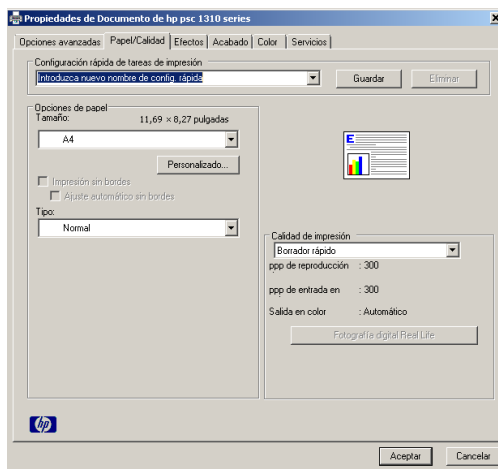 Propiedades de Documento de hp psc 1310 series
Opciones avanzadas Papel/Calidad Efectos Acabado Color Servicios
Configuración rápida de tareas de impresión
Introduzca nuevo nombre de config. rápida Guardar Eliminar
Opciones de papel
Tamaño: 11,69 × 8,27 pulgadas
A4
Personalizado...
Impresión sin bordes
Ajuste automático sin bordes
Tipo:
Normal
E
Calidad de impresión
Borrador rápido
ppp de reproducción : 300
ppp de entrada en : 300
Salida en color : Automático
Fotografía digital Real Life
hp
Aceptar Cancelar